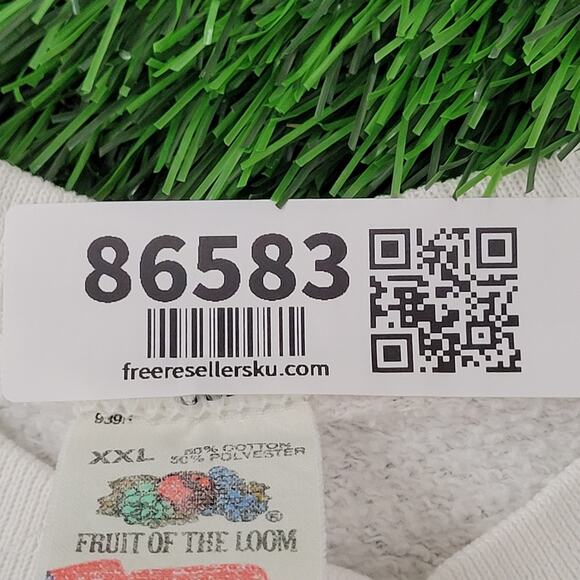 86583
freeresellersku.com
XXL
50% COTTON
50% POLYESTER
®
FRUIT OF THE LOOM